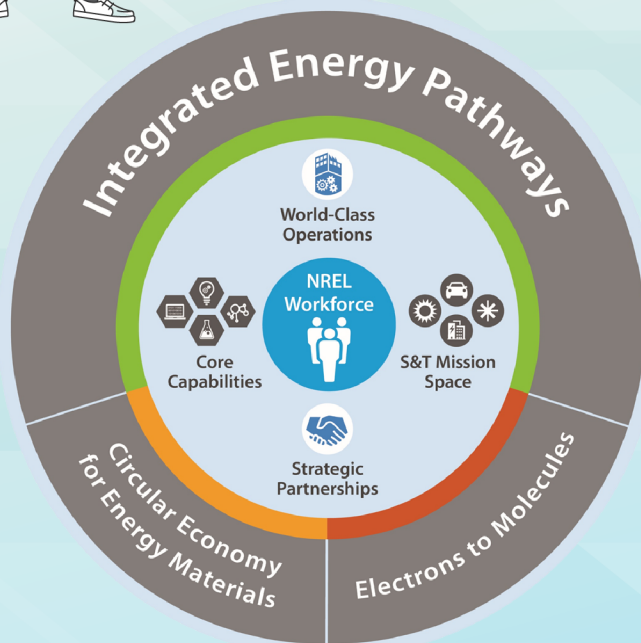 Integrated Energy Pathways
World-Class
Operations
NREL
Workforce
Core
Capabilities
S&T Mission
Space
Strategic
Partnerships
Circular Economy
for Energy Materials
Electrons to Molecules